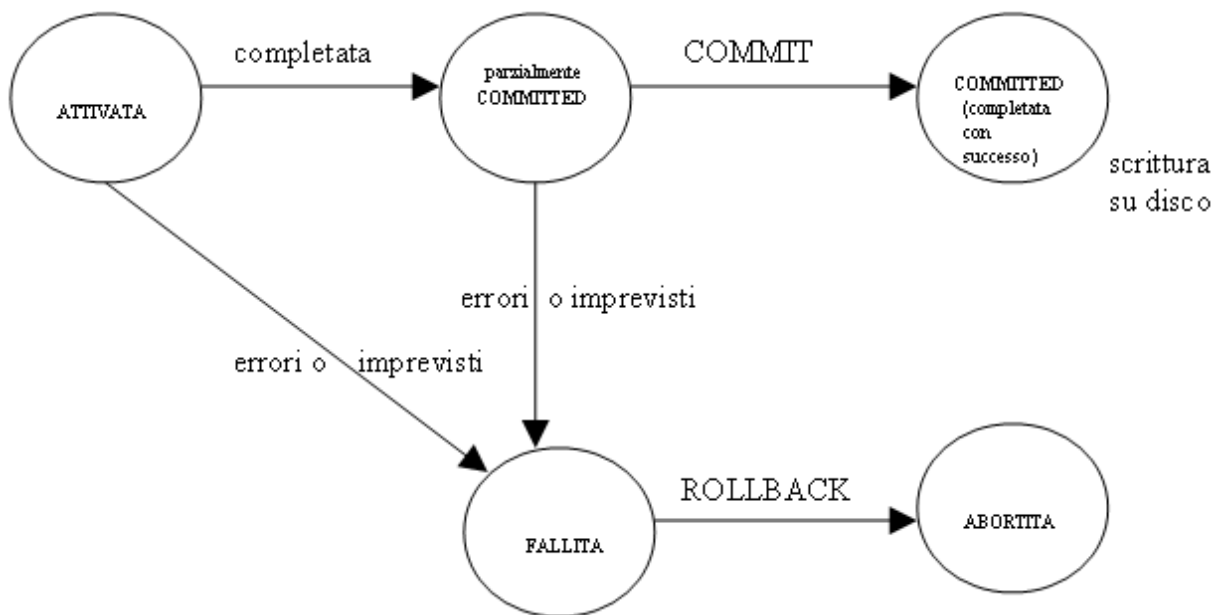 completata
COMMIT
ATTIVATA
parzialmente
COMMITTED
COMMITTED
(completata
con
successo)
scrittura
su disco
errori o imprevisti
errori o imprevisti
ROLLBACK
FALLITA
ABORTITA